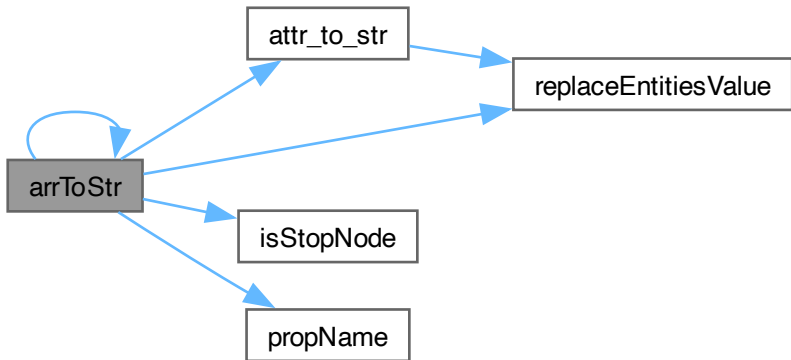 attr_to_str
replaceEntitiesValue
arrToStr
isStopNode
propName